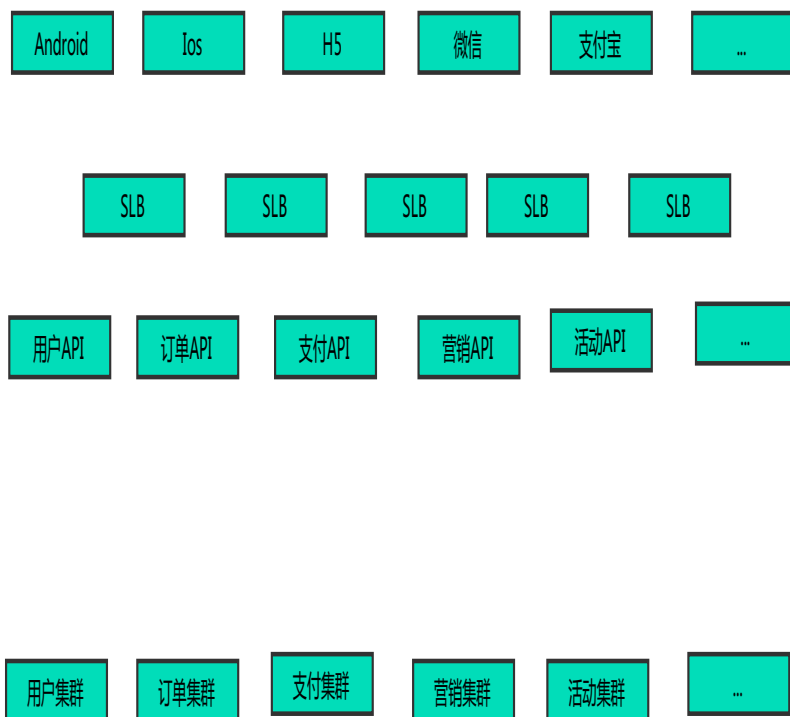 Android Ios H5 微信 支付宝 ...
SLB SLB SLB SLB SLB
用户API 订单API 支付API 营销API 活动API ...
用户集群 订单集群 支付集群 营销集群 活动集群 ...